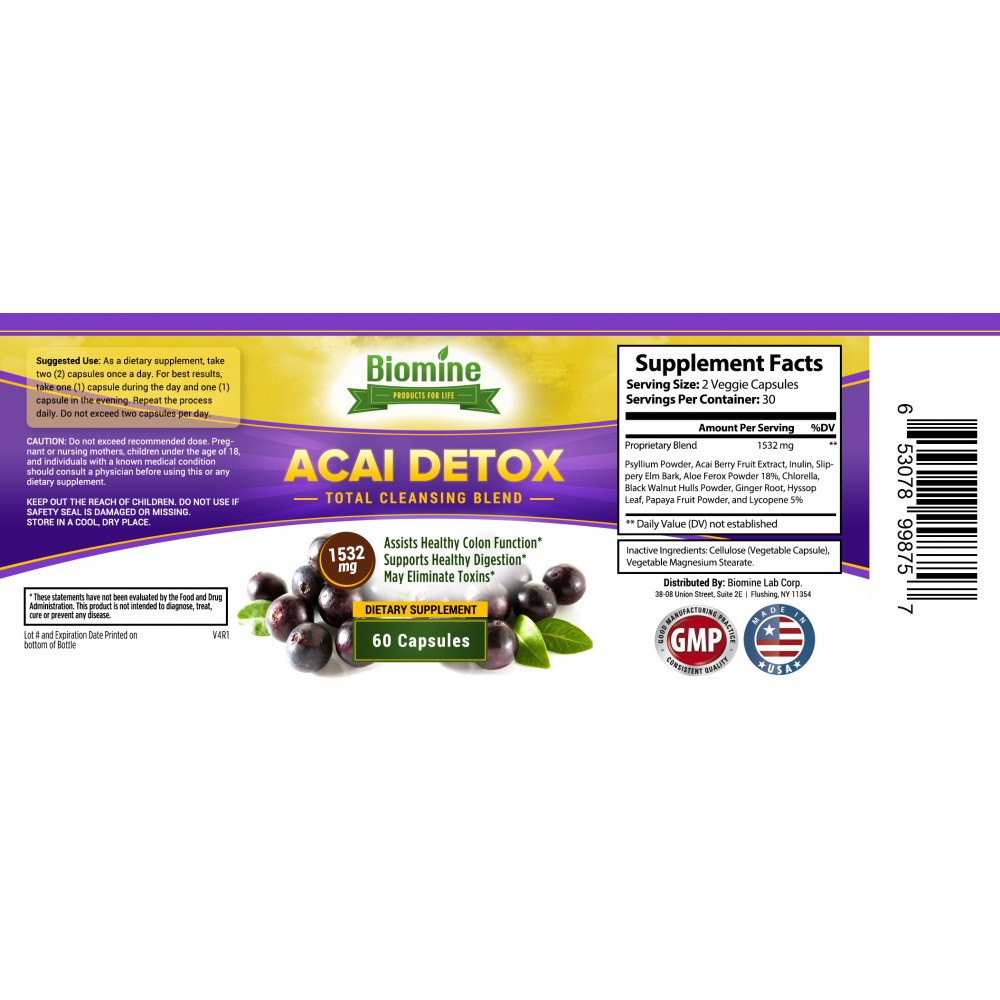 Suggested Use: As a dietary supplement, take
two (2) capsules once a day. For best results,
take one (1) capsule during the day and one (1)
capsule in the evening. Repeat the process
daily. Do not exceed two capsules per day.
CAUTION: Do not exceed recommended dose. Preg-
nant or nursing mothers, children under the age of 18,
and individuals with a known medical condition
should consult a physician before using this or any
dietary supplement.
KEEP OUT THE REACH OF CHILDREN. DO NOT USE IF
SAFETY SEAL IS DAMAGED OR MISSING.
STORE IN A COOL, DRY PLACE.
* These statements have not been evaluated by the Food and Drug
Administration. This product is not intended to diagnose, treat,
cure or prevent any disease.
Lot # and Expiration Date Printed on
bottom of Bottle
V4R1
Biomine
PRODUCTS FOR LIFE
ACAI DETOX
TOTAL CLEANSING BLEND
1532
mg
Assists Healthy Colon Function*
Supports Healthy Digestion*
May Eliminate Toxins*
DIETARY SUPPLEMENT
60 Capsules
Supplement Facts
Serving Size: 2 Veggie Capsules
Servings Per Container: 30
Amount Per Serving %DV
Proprietary Blend 1532 mg **
Psyllium Powder, Acai Berry Fruit Extract, Inulin, Slip-
pery Elm Bark, Aloe Ferox Powder 18%, Chlorella,
Black Walnut Hulls Powder, Ginger Root, Hyssop
Leaf, Papaya Fruit Powder, and Lycopene 5%
** Daily Value (DV) not established
Inactive Ingredients: Cellulose (Vegetable Capsule),
Vegetable Magnesium Stearate.
Distributed By: Biomine Lab Corp.
38-08 Union Street, Suite 2E | Flushing, NY 11354
GOOD MANUFACTURING PRACTICE
GMP
CONSISTENT QUALITY
MADE IN
USA
6 53078 99875 7